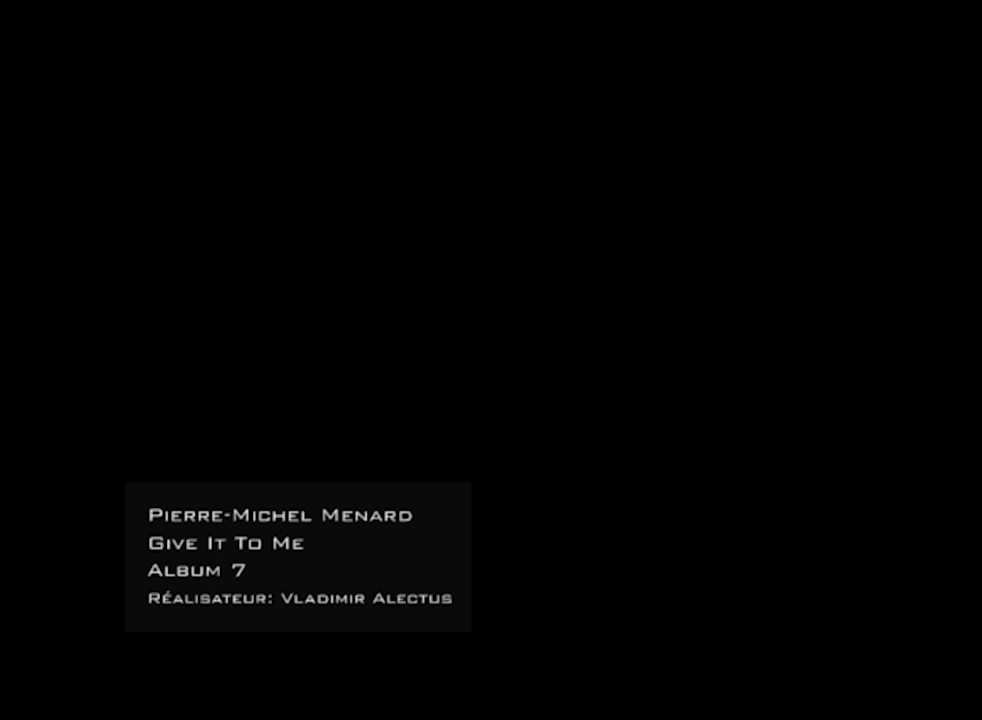 Pierre-Michel Menard
Give It To Me
Album 7
Réalisateur: Vladimir Alectus